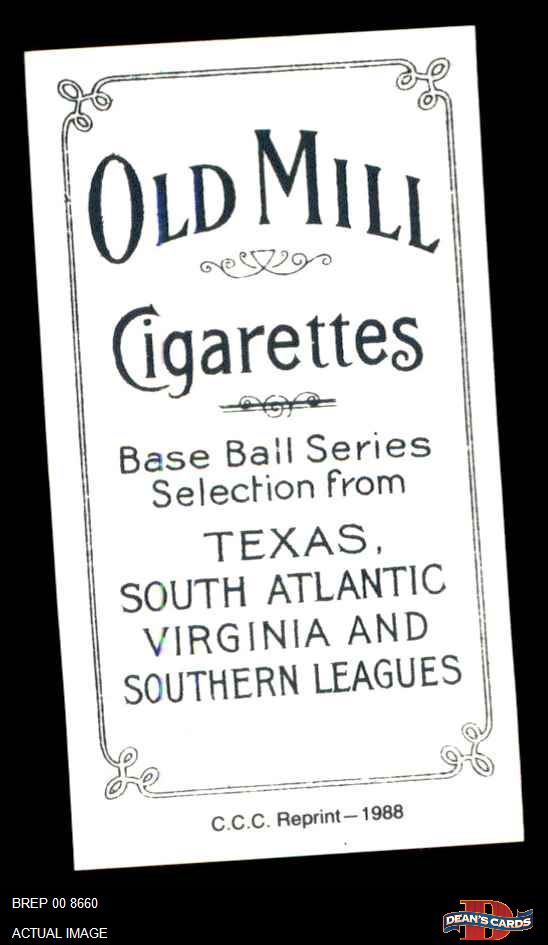 OLD MILL
Cigarettes
Base Ball Series
Selection from
TEXAS,
SOUTH ATLANTIC
VIRGINIA AND
SOUTHERN LEAGUES
C.C.C. Reprint—1988
BREP 00 8660
ACTUAL IMAGE
D
DEAN'S CARDS